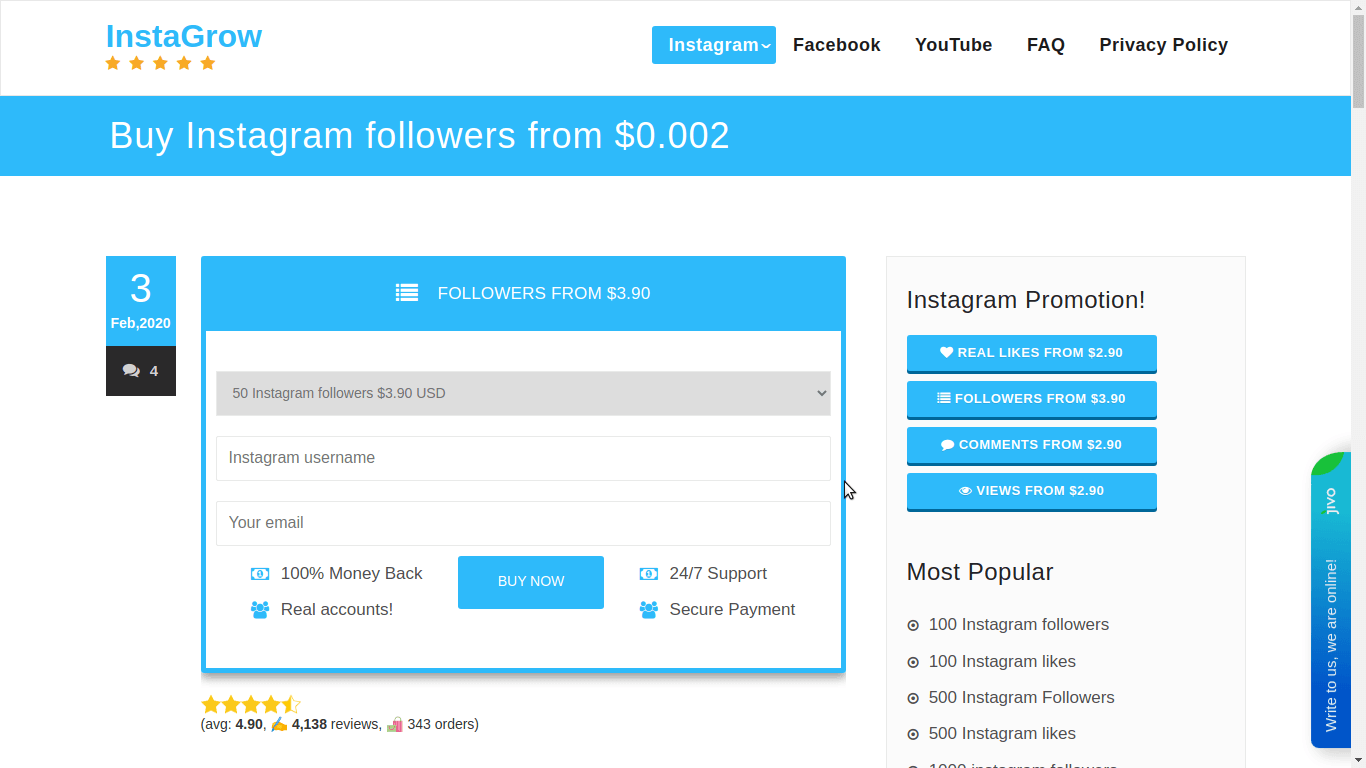 InstaGrow
Instagram
Facebook
YouTube
FAQ
Privacy Policy
Buy Instagram followers from $0.002
3
Feb,2020
4
FOLLOWERS FROM $3.90
50 Instagram followers $3.90 USD
Instagram username
Your email
100% Money Back
Real accounts!
BUY NOW
24/7 Support
Secure Payment
(avg: 4.90, ✍ 4,138 reviews, 🛍 343 orders)
Instagram Promotion!
REAL LIKES FROM $2.90
FOLLOWERS FROM $3.90
COMMENTS FROM $2.90
VIEWS FROM $2.90
Most Popular
100 Instagram followers
100 Instagram likes
500 Instagram Followers
500 Instagram likes
1000 instagram followers
jivo
Write to us, we are online!